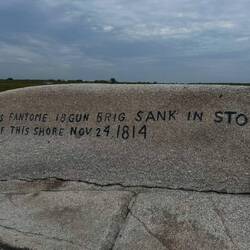 S FANTOME 18 GUN BRIG SANK IN STO
F THIS SHORE NOV 24. 1814